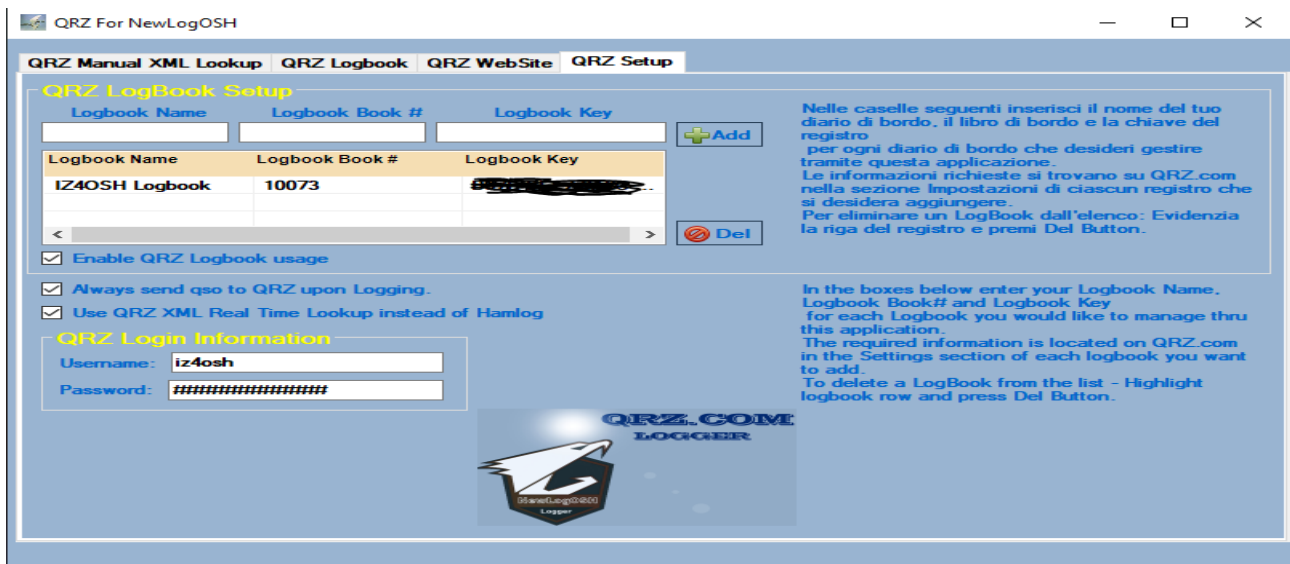 QRZ For NewLogOSH
QRZ Manual XML Lookup QRZ Logbook QRZ WebSite QRZ Setup
QRZ LogBook Setup
Logbook Name Logbook Book # Logbook Key
Add
Logbook Name Logbook Book # Logbook Key
IZ4OSH Logbook 10073
Del
Enable QRZ Logbook usage
Nelle caselle seguenti inserisci il nome del tuo
diario di bordo, il libro di bordo e la chiave del
registro
per ogni diario di bordo che desideri gestire
tramite questa applicazione.
Le informazioni richieste si trovano su QRZ.com
nella sezione Impostazioni di ciascun registro che
si desidera aggiungere.
Per eliminare un LogBook dall'elenco: Evidenzia
la riga del registro e premi Del Button.
Always send qso to QRZ upon Logging.
Use QRZ XML Real Time Lookup instead of Hamlog
QRZ Login Information
Username: iz4osh
Password: #################
In the boxes below enter your Logbook Name,
Logbook Book# and Logbook Key
for each Logbook you would like to manage thru
this application.
The required information is located on QRZ.com
in the Settings section of each logbook you want
to add.
To delete a LogBook from the list - Highlight
logbook row and press Del Button.
QRZ.COM
LOGGER
NewLogOSH
Logger